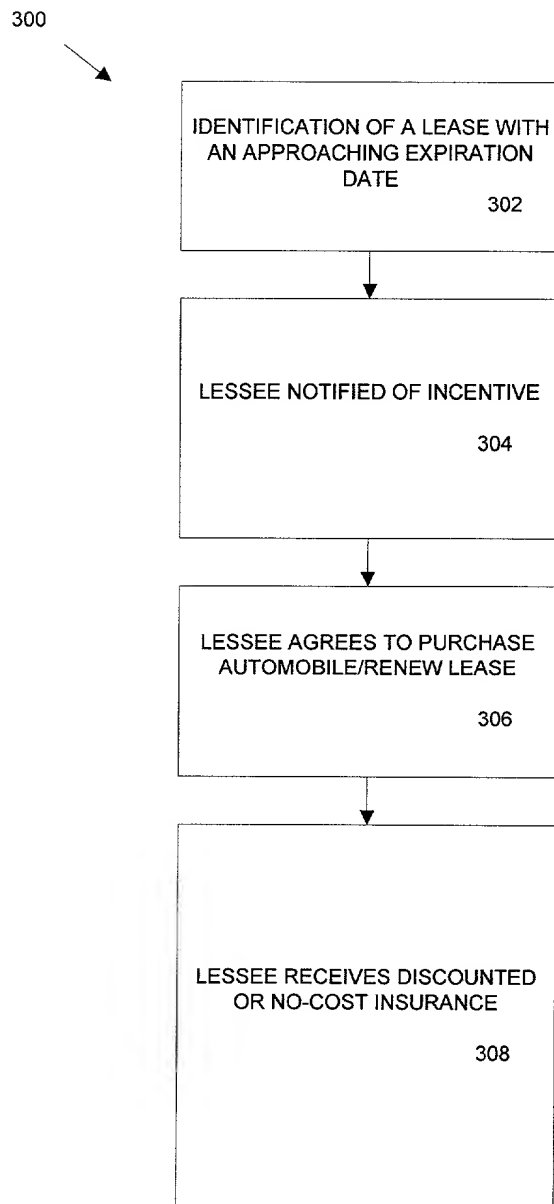 300
IDENTIFICATION OF A LEASE WITH
AN APPROACHING EXPIRATION
DATE
302
LESSEE NOTIFIED OF INCENTIVE
304
LESSEE AGREES TO PURCHASE
AUTOMOBILE/RENEW LEASE
306
LESSEE RECEIVES DISCOUNTED
OR NO-COST INSURANCE
308